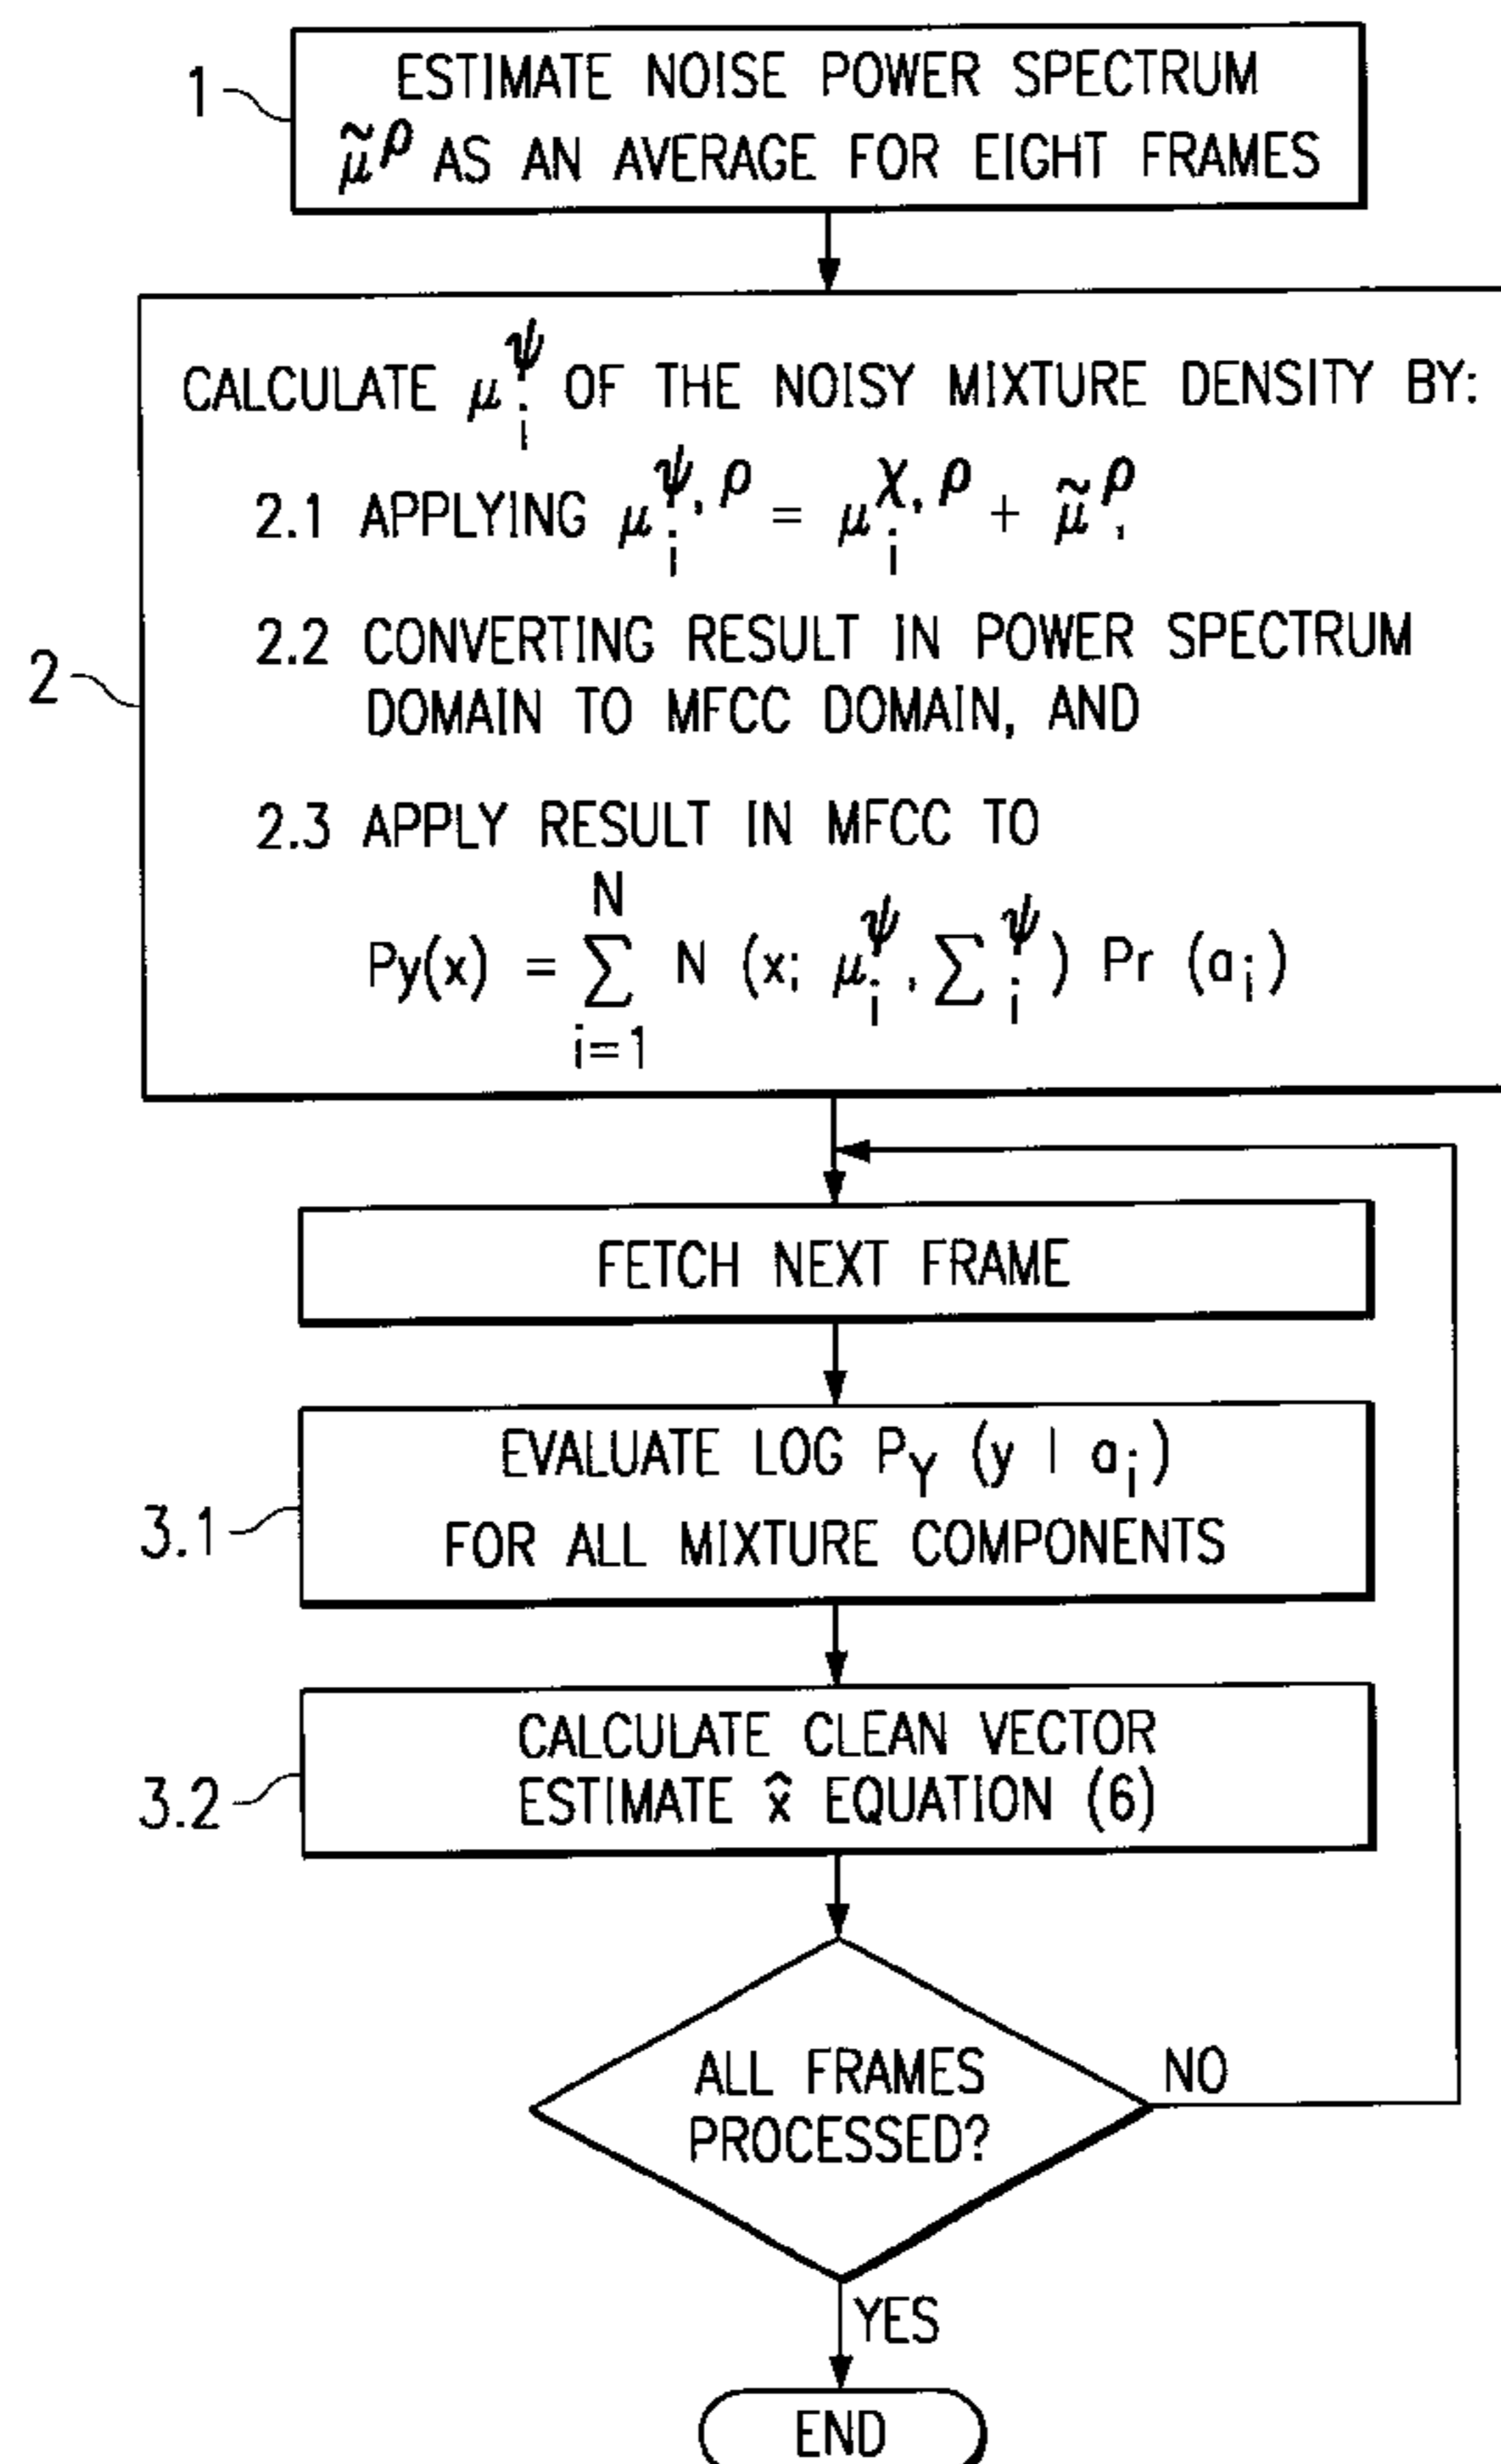 1
ESTIMATE NOISE POWER SPECTRUM
μ̃^ρ AS AN AVERAGE FOR EIGHT FRAMES
2
CALCULATE μ_i^ψ OF THE NOISY MIXTURE DENSITY BY:
2.1 APPLYING μ_i^ψ,ρ = μ_i^χ,ρ + μ̃^ρ,
2.2 CONVERTING RESULT IN POWER SPECTRUM
DOMAIN TO MFCC DOMAIN, AND
2.3 APPLY RESULT IN MFCC TO
Py(x) = ∑_{i=1}^{N} N (x; μ_i^ψ, ∑_i^ψ) Pr (a_i)
FETCH NEXT FRAME
3.1
EVALUATE LOG P_Y (y | a_i)
FOR ALL MIXTURE COMPONENTS
3.2
CALCULATE CLEAN VECTOR
ESTIMATE x̂ EQUATION (6)
ALL FRAMES
PROCESSED?
NO
YES
END